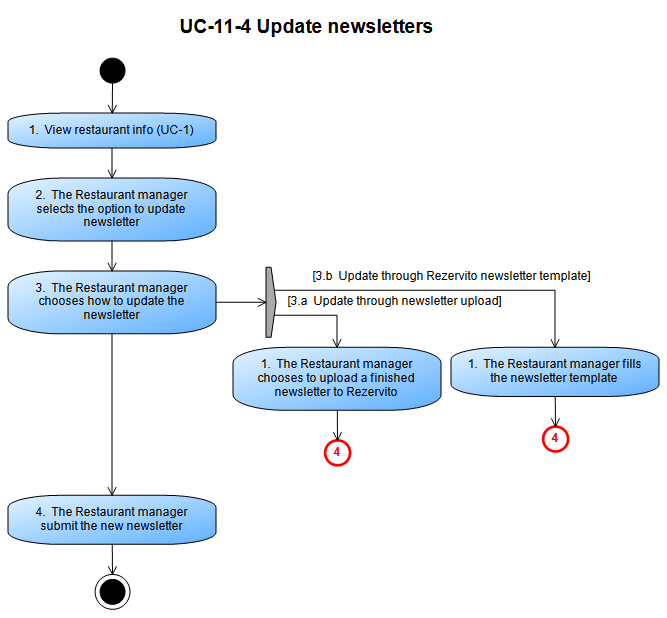 UC-11-4 Update newsletters
1. View restaurant info (UC-1)
2. The Restaurant manager
selects the option to update
newsletter
3. The Restaurant manager
chooses how to update the
newsletter
[3.b Update through Rezervito newsletter template]
[3.a Update through newsletter upload]
1. The Restaurant manager
chooses to upload a finished
newsletter to Rezervito
1. The Restaurant manager fills
the newsletter template
4
4
4. The Restaurant manager
submit the new newsletter